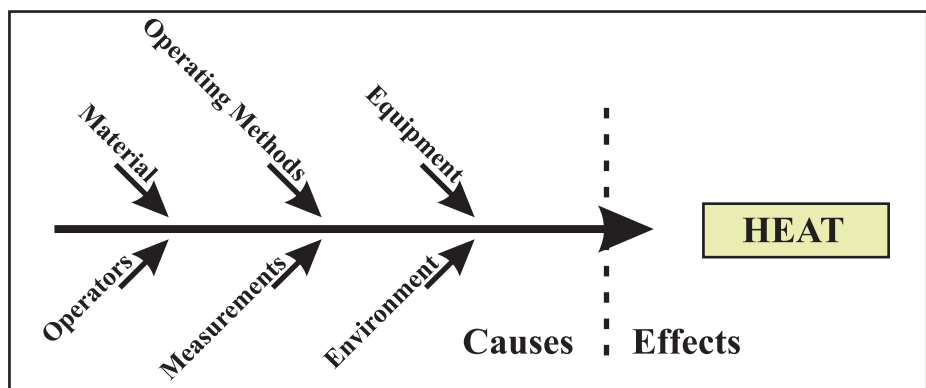 Operating Methods
Material
Equipment
HEAT
Operators
Measurements
Environment
Causes
Effects